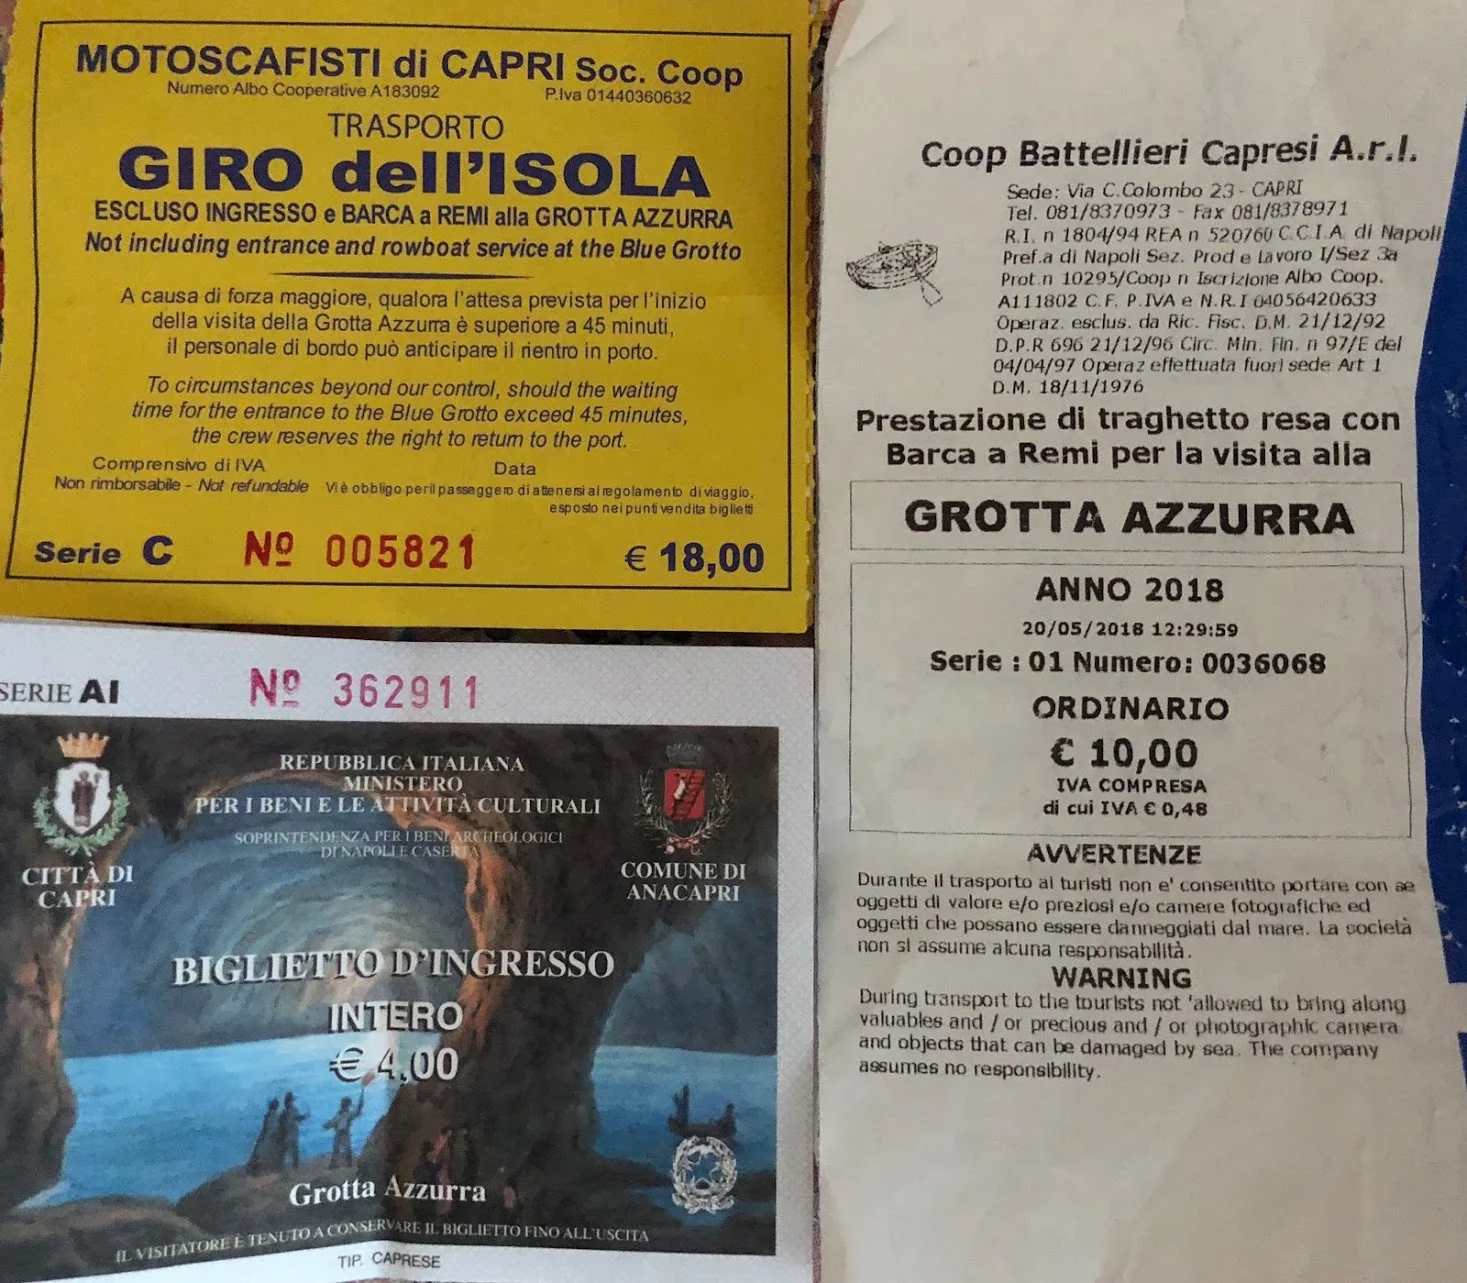 MOTOSCAFISTI di CAPRI Soc. Coop
Numero Albo Cooperative A183092 P.Iva 01440360632
TRASPORTO
GIRO dell'ISOLA
ESCLUSO INGRESSO e BARCA a REMI alla GROTTA AZZURRA
Not including entrance and rowboat service at the Blue Grotto
A causa di forza maggiore, qualora l'attesa prevista per l'inizio
della visita della Grotta Azzurra è superiore a 45 minuti,
il personale di bordo può anticipare il rientro in porto.
To circumstances beyond our control, should the waiting
time for the entrance to the Blue Grotto exceed 45 minutes,
the crew reserves the right to return to the port.
Comprensivo di IVA Data
Non rimborsabile - Not refundable Vi è obbligo per il passeggero di attenersi al regolamento di viaggio,
esposto nei punti vendita biglietti
Serie C Nº 005821 € 18,00
SERIE AI Nº 362911
REPUBBLICA ITALIANA
MINISTERO
PER I BENI E LE ATTIVITÀ CULTURALI
SOPRINTENDENZA PER I BENI ARCHEOLOGICI
DI NAPOLI E CASERTA
CITTÀ DI
CAPRI
COMUNE DI
ANACAPRI
BIGLIETTO D'INGRESSO
INTERO
€ 4,00
Grotta Azzurra
IL VISITATORE È TENUTO A CONSERVARE IL BIGLIETTO FINO ALL'USCITA
TIP. CAPRESE
Coop Battellieri Capresi A.r.l.
Sede: Via C.Colombo 23 - CAPRI
Tel. 081/8370973 - Fax 081/8378971
R.I. n 1804/94 REA n 520760 C.C.I.A. di Napoli
Pref.a di Napoli Sez. Prod e Lavoro I/Sez 3a
Prot.n 10295/Coop n Iscrizione Albo Coop.
A111802 C.F. P.IVA e N.R.I 04056420633
Operaz. esclus. da Ric. Fisc. D.M. 21/12/92
D.P.R 696 21/12/96 Circ. Min. Fin. n 97/E del
04/04/97 Operaz effettuata fuori sede Art 1
D.M. 18/11/1976
Prestazione di traghetto resa con
Barca a Remi per la visita alla
GROTTA AZZURRA
ANNO 2018
20/05/2018 12:29:59
Serie : 01 Numero: 0036068
ORDINARIO
€ 10,00
IVA COMPRESA
di cui IVA € 0,48
AVVERTENZE
Durante il trasporto ai turisti non e' consentito portare con se
oggetti di valore e/o preziosi e/o camere fotografiche ed
oggetti che possano essere danneggiati dal mare. La società
non si assume alcuna responsabilità.
WARNING
During transport to the tourists not 'allowed to bring along
valuables and / or precious and / or photographic camera
and objects that can be damaged by sea. The company
assumes no responsibility.